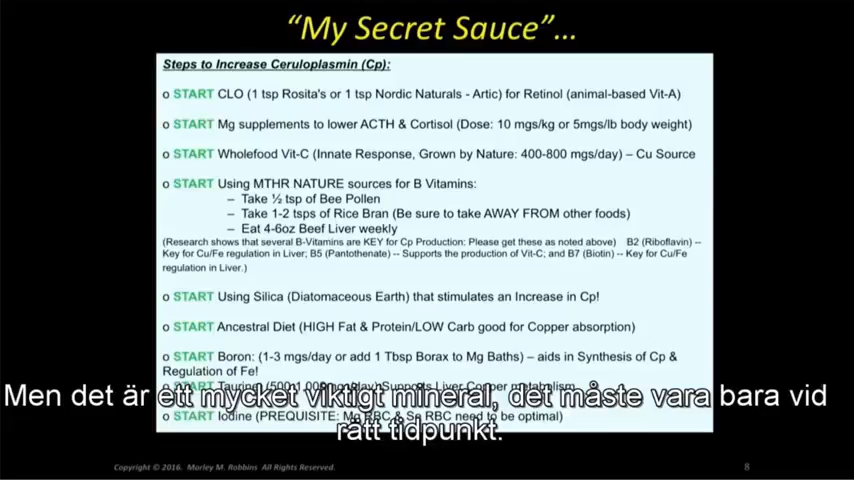 “My Secret Sauce”...
Steps to Increase Ceruloplasmin (Cp):
o START CLO (1 tsp Rosita's or 1 tsp Nordic Naturals - Artic) for Retinol (animal-based Vit-A)
o START Mg supplements to lower ACTH & Cortisol (Dose: 10 mgs/kg or 5mgs/lb body weight)
o START Wholefood Vit-C (Innate Response, Grown by Nature: 400-800 mgs/day) – Cu Source
o START Using MTHR NATURE sources for B Vitamins:
– Take ½ tsp of Bee Pollen
– Take 1-2 tsps of Rice Bran (Be sure to take AWAY FROM other foods)
– Eat 4-6oz Beef Liver weekly
(Research shows that several B-Vitamins are KEY for Cp Production: Please get these as noted above) B2 (Riboflavin) --
Key for Cu/Fe regulation in Liver; B5 (Pantothenate) -- Supports the production of Vit-C; and B7 (Biotin) -- Key for Cu/Fe
regulation in Liver.)
o START Using Silica (Diatomaceous Earth) that stimulates an Increase in Cp!
o START Ancestral Diet (HIGH Fat & Protein/LOW Carb good for Copper absorption)
o START Boron: (1-3 mgs/day or add 1 Tbsp Borax to Mg Baths) – aids in Synthesis of Cp &
Regulation of Fe!
o START Supports Liver Copper metabolism
Men det är ett mycket viktigt mineral, det måste vara bara vid
o START Iodine (PREQUISITE: Mg RBC & Se RBC need to be optimal)
rätt tidpunkt.
Copyright © 2016. Morley M. Robbins All Rights Reserved.
8